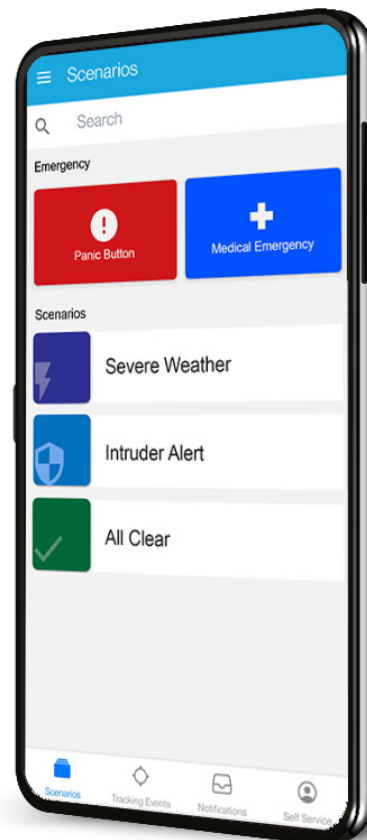 Scenarios
Search
Emergency
Panic Button
Medical Emergency
Scenarios
Severe Weather
Intruder Alert
All Clear
Scenarios
Tracking Events
Notifications
Self Service